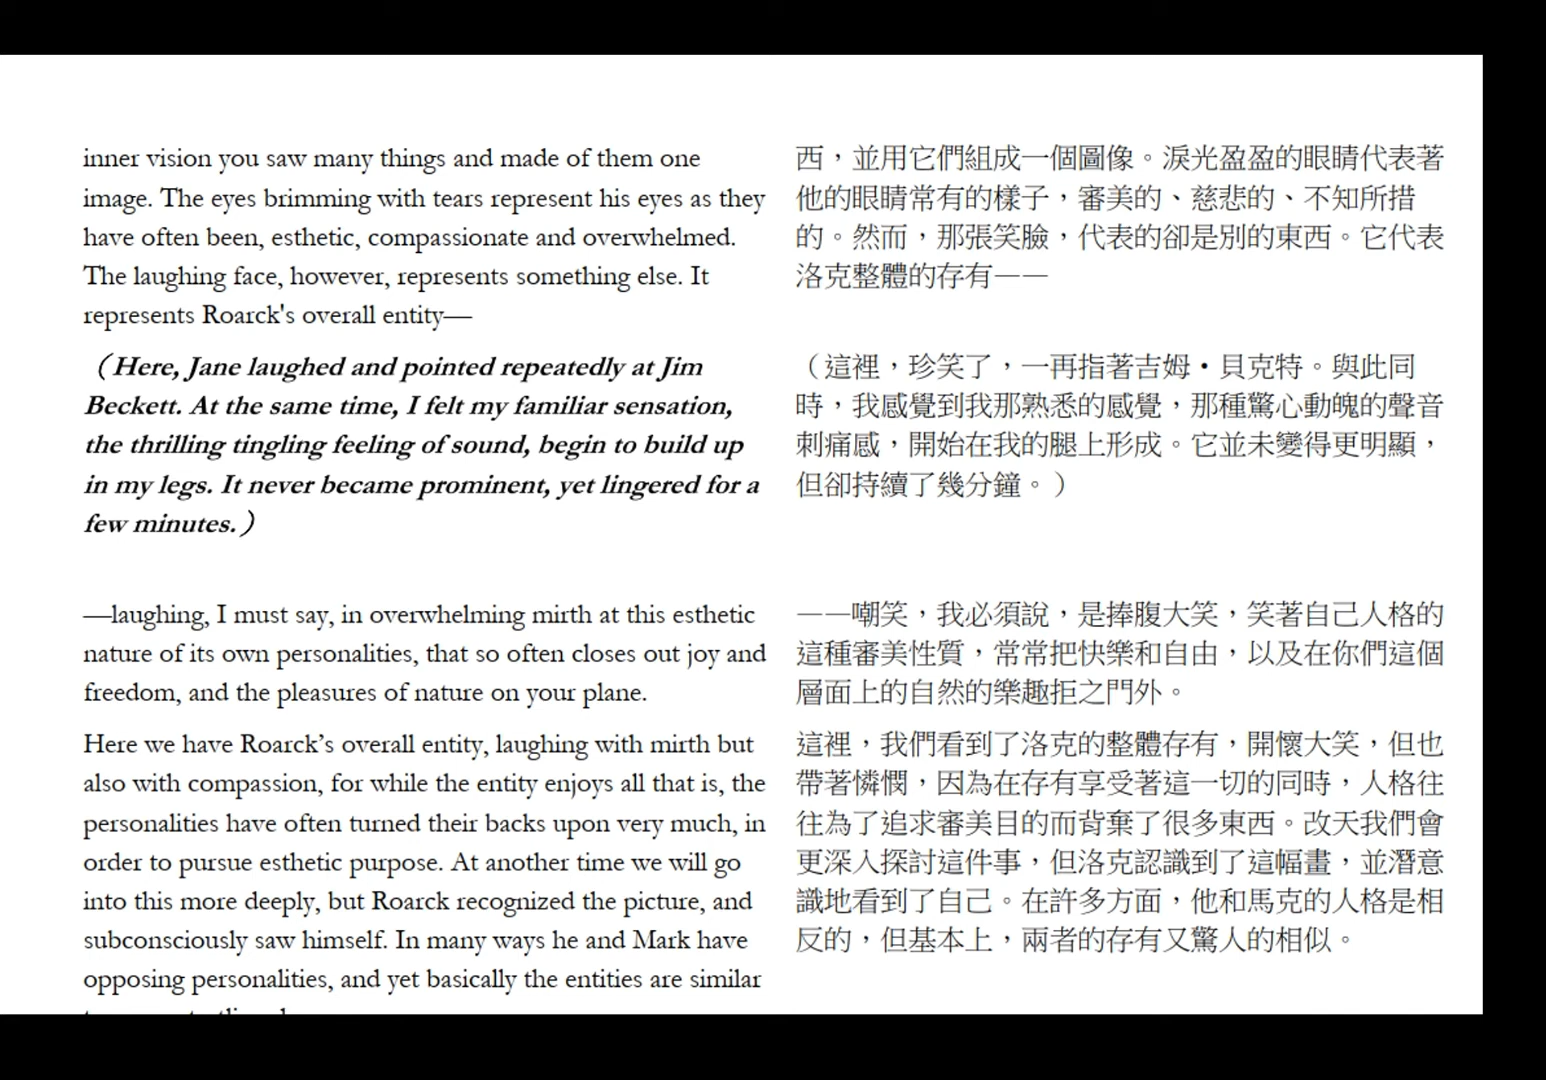 inner vision you saw many things and made of them one
image. The eyes brimming with tears represent his eyes as they
have often been, esthetic, compassionate and overwhelmed.
The laughing face, however, represents something else. It
represents Roarck's overall entity—
（Here, Jane laughed and pointed repeatedly at Jim
Beckett. At the same time, I felt my familiar sensation,
the thrilling tingling feeling of sound, begin to build up
in my legs. It never became prominent, yet lingered for a
few minutes.）
—laughing, I must say, in overwhelming mirth at this esthetic
nature of its own personalities, that so often closes out joy and
freedom, and the pleasures of nature on your plane.
Here we have Roarck’s overall entity, laughing with mirth but
also with compassion, for while the entity enjoys all that is, the
personalities have often turned their backs upon very much, in
order to pursue esthetic purpose. At another time we will go
into this more deeply, but Roarck recognized the picture, and
subconsciously saw himself. In many ways he and Mark have
opposing personalities, and yet basically the entities are similar
西，並用它們組成一個圖像。淚光盈盈的眼睛代表著
他的眼睛常有的樣子，審美的、慈悲的、不知所措
的。然而，那張笑臉，代表的卻是別的東西。它代表
洛克整體的存有——
（這裡，珍笑了，一再指著吉姆•貝克特。與此同
時，我感覺到我那熟悉的感覺，那種驚心動魄的聲音
刺痛感，開始在我的腿上形成。它並未變得更明顯，
但卻持續了幾分鐘。）
——嘲笑，我必須說，是捧腹大笑，笑著自己人格的
這種審美性質，常常把快樂和自由，以及在你們這個
層面上的自然的樂趣拒之門外。
這裡，我們看到了洛克的整體存有，開懷大笑，但也
帶著憐憫，因為在存有享受著這一切的同時，人格往
往為了追求審美目的而背棄了很多東西。改天我們會
更深入探討這件事，但洛克認識到了這幅畫，並潛意
識地看到了自己。在許多方面，他和馬克的人格是相
反的，但基本上，兩者的存有又驚人的相似。